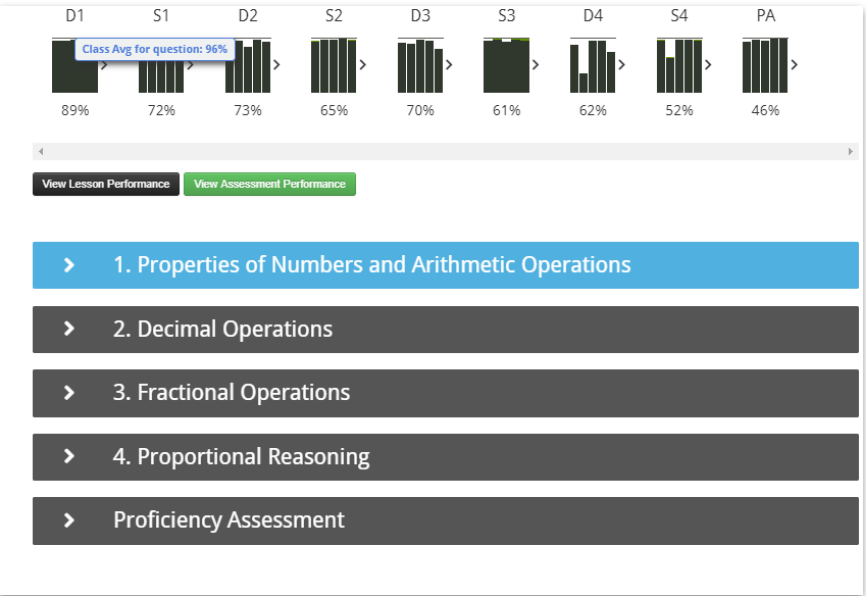 D1 S1 D2 S2 D3 S3 D4 S4 PA
Class Avg for question: 96%
89% 72% 73% 65% 70% 61% 62% 52% 46%
View Lesson Performance View Assessment Performance
1. Properties of Numbers and Arithmetic Operations
2. Decimal Operations
3. Fractional Operations
4. Proportional Reasoning
Proficiency Assessment